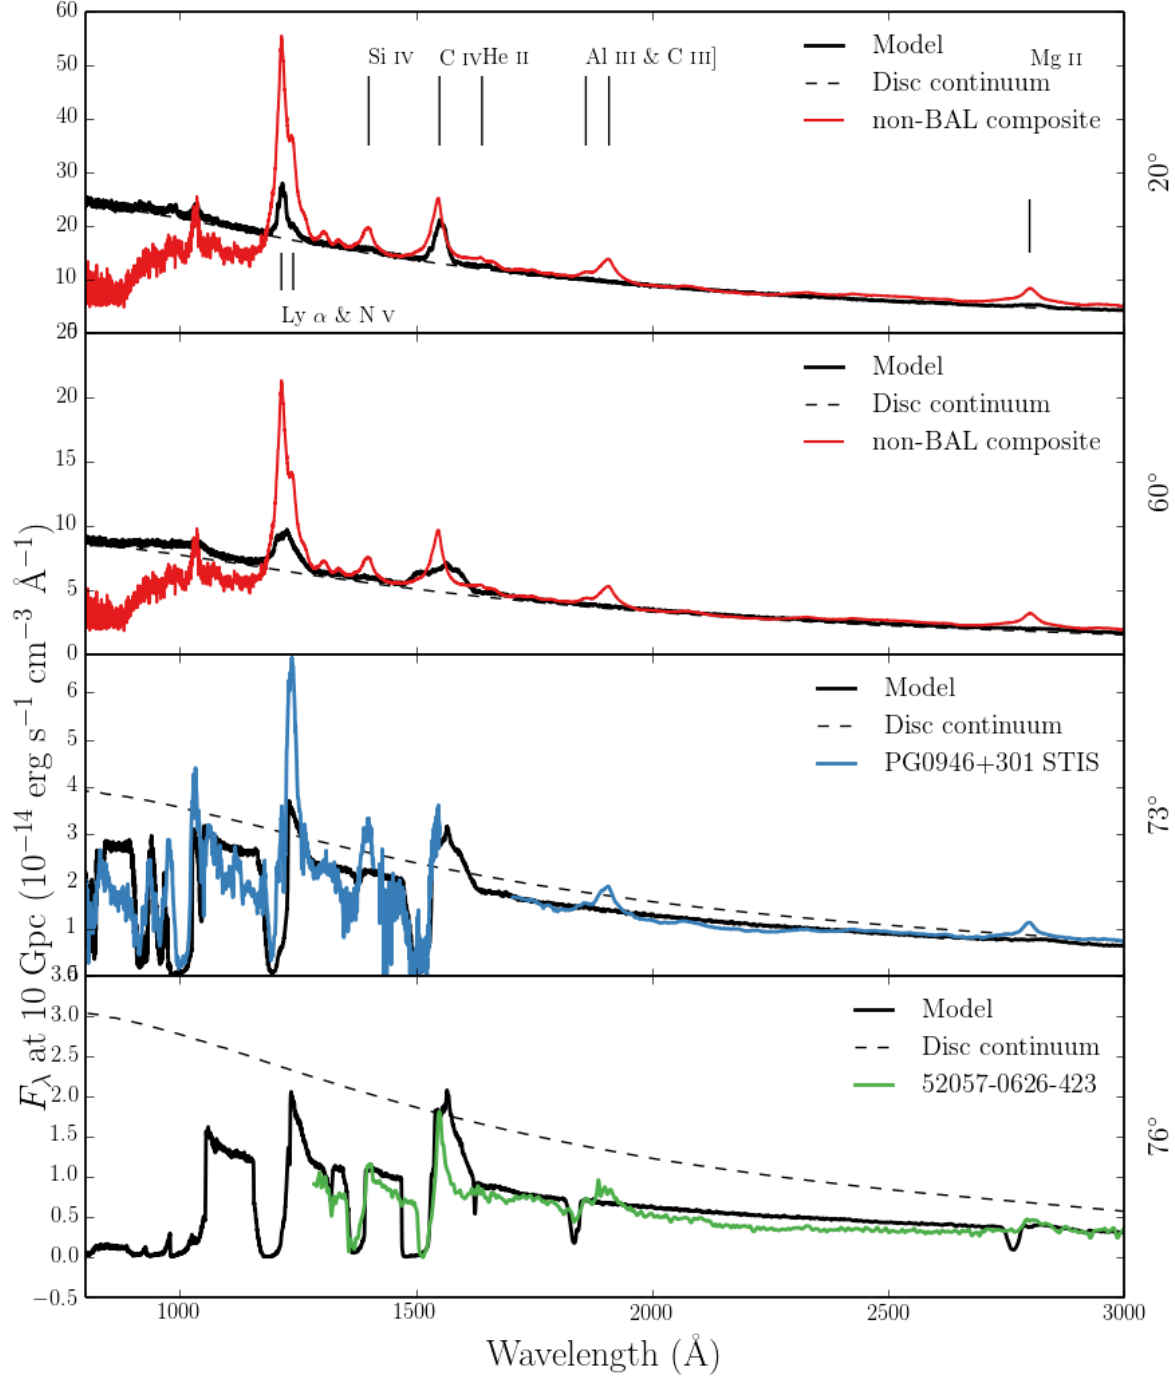 60
50
40
30
20
10
Si IV
C IV
He II
Al III & C III]
Mg II
Ly α & N V
Model
Disc continuum
non-BAL composite
20°
20
20
15
10
5
0
Model
Disc continuum
non-BAL composite
60°
6
5
4
3
2
1
Model
Disc continuum
PG0946+301 STIS
73°
3.0
2.5
2.0
1.5
1.0
0.5
0.0
−0.5
Model
Disc continuum
52057-0626-423
76°
1000
1500
2000
2500
3000
Wavelength (Å)
F_λ at 10 Gpc (10⁻¹⁴ erg s⁻¹ cm⁻³ Å⁻¹)